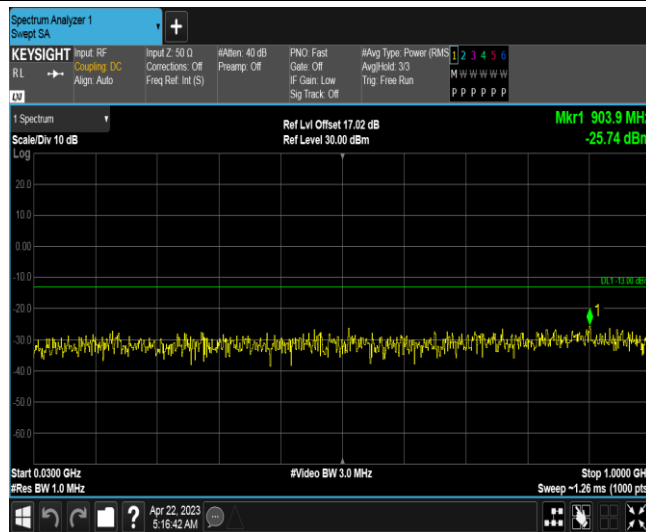 Spectrum Analyzer 1
Swept SA
+
KEYSIGHT
RL
LXI
Input: RF
Coupling: DC
Align: Auto
Input Z: 50 Ω
Corrections: Off
Freq Ref: Int (S)
#Atten: 40 dB
Preamp: Off
PNO: Fast
Gate: Off
IF Gain: Low
Sig Track: Off
#Avg Type: Power (RMS
Avg|Hold: 3/3
Trig: Free Run
1 2 3 4 5 6
M W W W W W
P P P P P P
1 Spectrum
Scale/Div 10 dB
Ref Lvl Offset 17.02 dB
Ref Level 30.00 dBm
Mkr1 903.9 MHz
-25.74 dBm
Log
20.0
10.0
0.00
-10.0
DL1 -13.00 dBm
-20.0
1
-30.0
-40.0
-50.0
-60.0
Start 0.0300 GHz
#Res BW 1.0 MHz
#Video BW 3.0 MHz
Stop 1.0000 GH
Sweep ~1.26 ms (1000 pts
?
Apr 22, 2023
5:16:42 AM